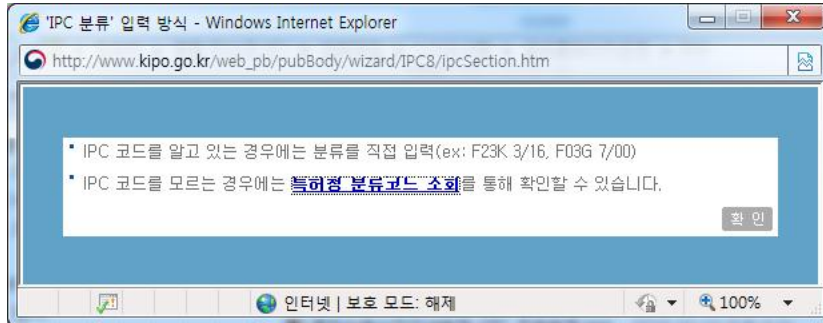 'IPC 분류' 입력 방식 - Windows Internet Explorer
http://www.kipo.go.kr/web_pb/pubBody/wizard/IPC8/ipcSection.htm
IPC 코드를 알고 있는 경우에는 분류를 직접 입력(ex: F23K 3/16, F03G 7/00)
IPC 코드를 모르는 경우에는 특허청 분류코드 조회를 통해 확인할 수 있습니다.
확 인
인터넷 | 보호 모드: 해제
100%